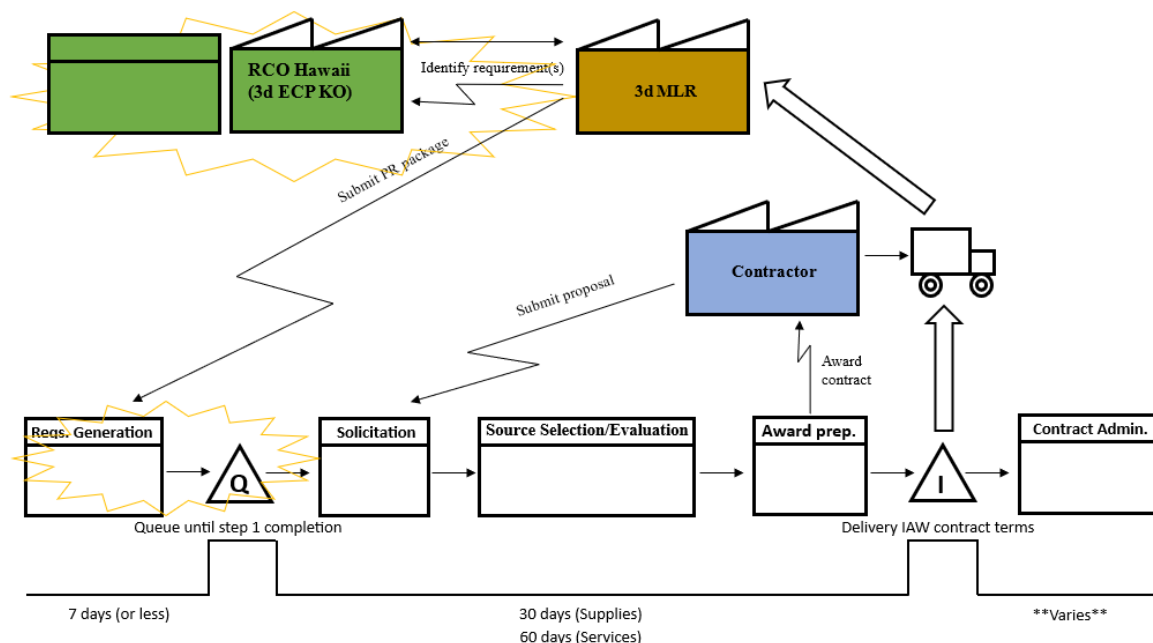 RCO Hawaii
(3d ECP KO)
Identify requirement(s)
3d MLR
Submit PR package
Contractor
Submit proposal
Award
contract
Reqs. Generation
Solicitation
Source Selection/Evaluation
Award prep.
Contract Admin.
Q
I
Queue until step 1 completion
Delivery IAW contract terms
7 days (or less)
30 days (Supplies)
60 days (Services)
**Varies**